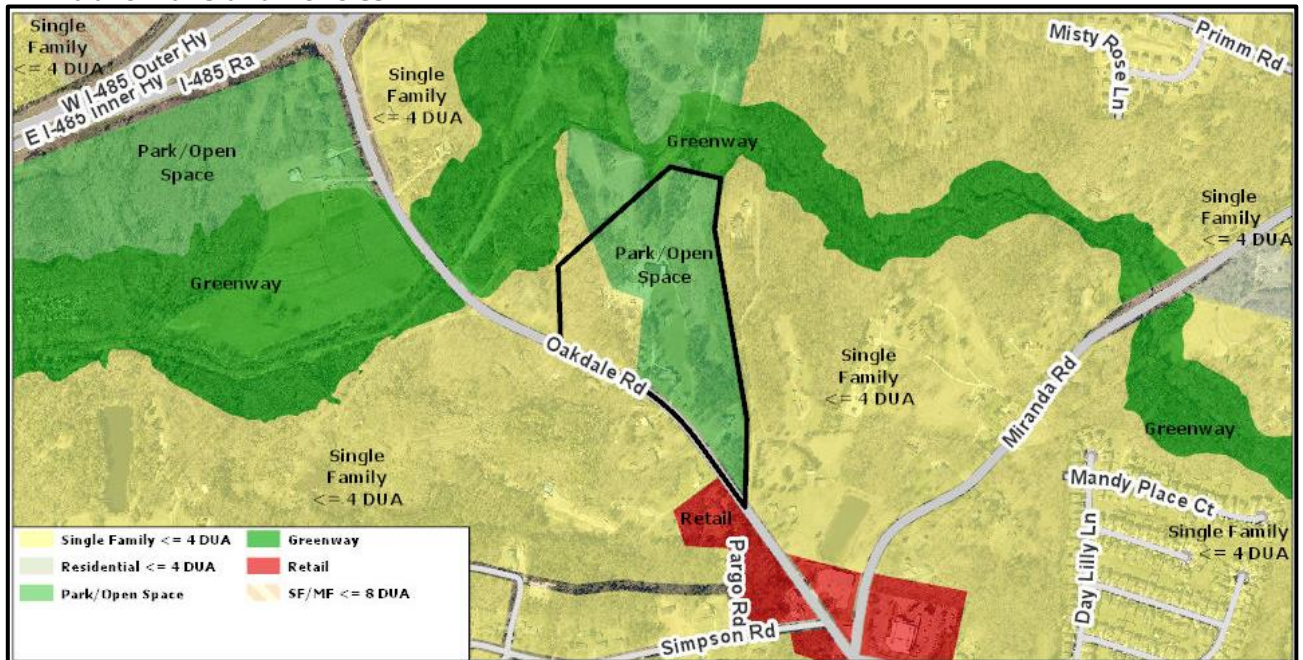 Single
Family
<= 4 DUA
W I-485 Outer Hy
E I-485 Inner Hy
I-485 Ra
Single
Family
<= 4 DUA
Misty Rose Ln
Primm Rd
Park/Open
Space
Greenway
Single
Family
<= 4 DUA
Park/Open
Space
Greenway
Oakdale Rd
Single
Family
<= 4 DUA
Miranda Rd
Greenway
Single
Family
<= 4 DUA
Mandy Place Ct
Retail
Pargo Rd
Day Lilly Ln
Single Family
<= 4 DUA
Simpson Rd
Single Family <= 4 DUA
Greenway
Residential <= 4 DUA
Retail
Park/Open Space
SF/MF <= 8 DUA